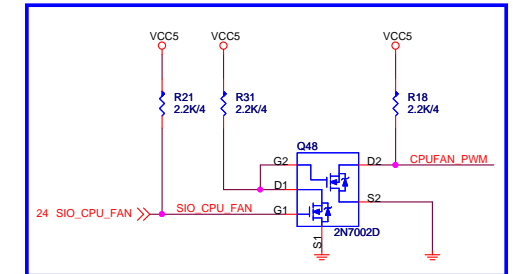 VCC5 VCC5 VCC5
R21 R31 R18
2.2K/4 2.2K/4 2.2K/4
Q48
G2 D2 CPUFAN_PWM
D1 S2
24 SIO_CPU_FAN SIO_CPU_FAN G1
2N7002D
S1